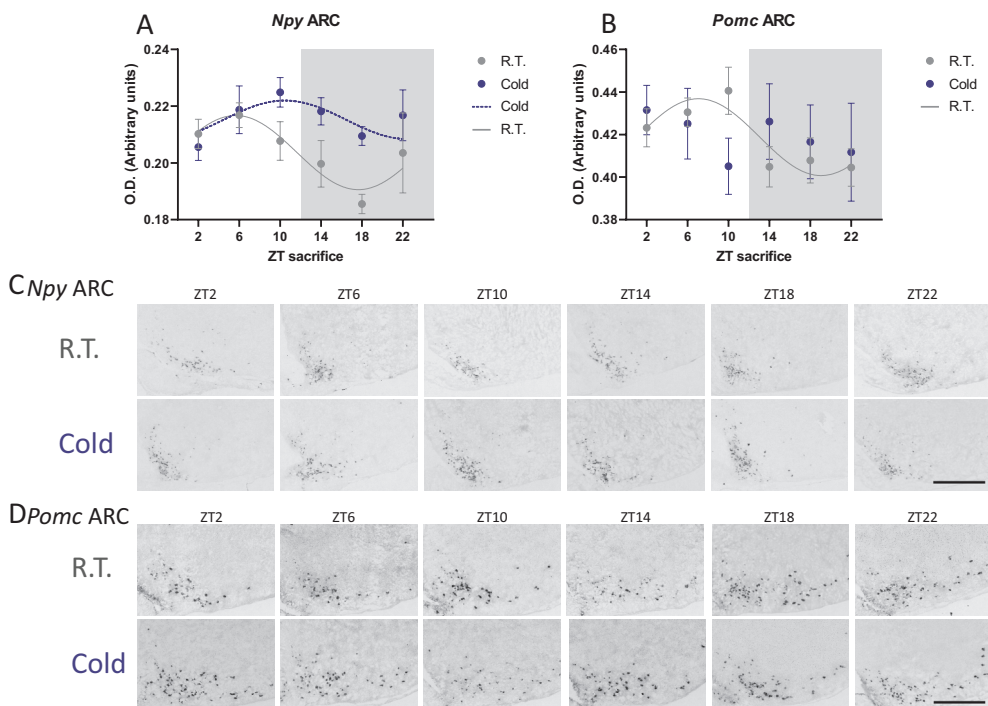 A
Npy ARC
O.D. (Arbitrary units)
0.24
0.22
0.20
0.18
2 6 10 14 18 22
ZT sacrifice
R.T.
Cold
Cold
R.T.
B
Pomc ARC
O.D. (Arbitrary units)
0.46
0.44
0.42
0.40
0.38
2 6 10 14 18 22
ZT sacrifice
R.T.
Cold
R.T.
C Npy ARC
ZT2 ZT6 ZT10 ZT14 ZT18 ZT22
R.T.
Cold
D Pomc ARC
ZT2 ZT6 ZT10 ZT14 ZT18 ZT22
R.T.
Cold